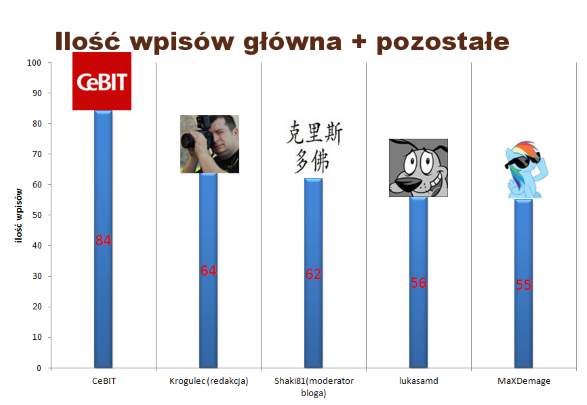 Ilość wpisów główna + pozostałe
ilość wpisów
100
90
80
70
60
50
40
30
20
10
0
CeBIT
克里斯
多佛
84
64
62
56
55
CeBIT
Krogulec(redakcja)
Shaki81(moderator
bloga)
lukasamd
MaXDemage